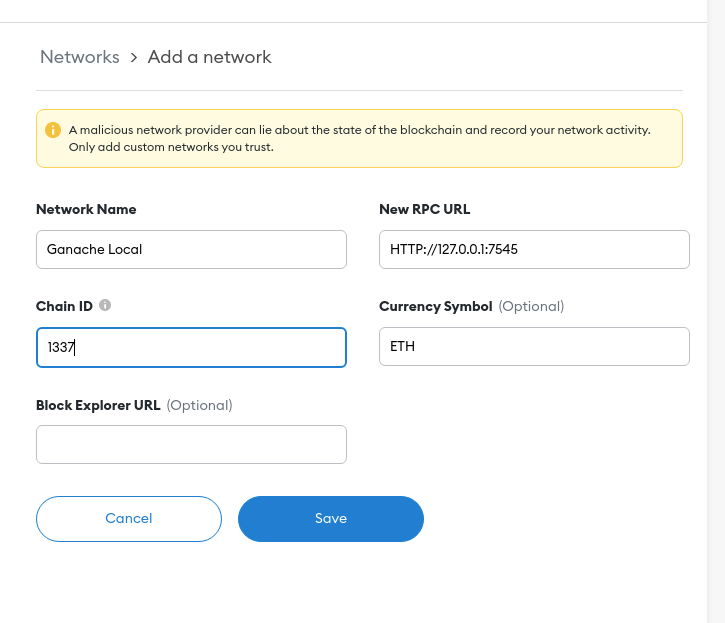 Networks > Add a network
A malicious network provider can lie about the state of the blockchain and record your network activity.
Only add custom networks you trust.
Network Name
New RPC URL
Ganache Local
HTTP://127.0.0.1:7545
Chain ID
Currency Symbol (Optional)
1337
ETH
Block Explorer URL (Optional)
Cancel
Save